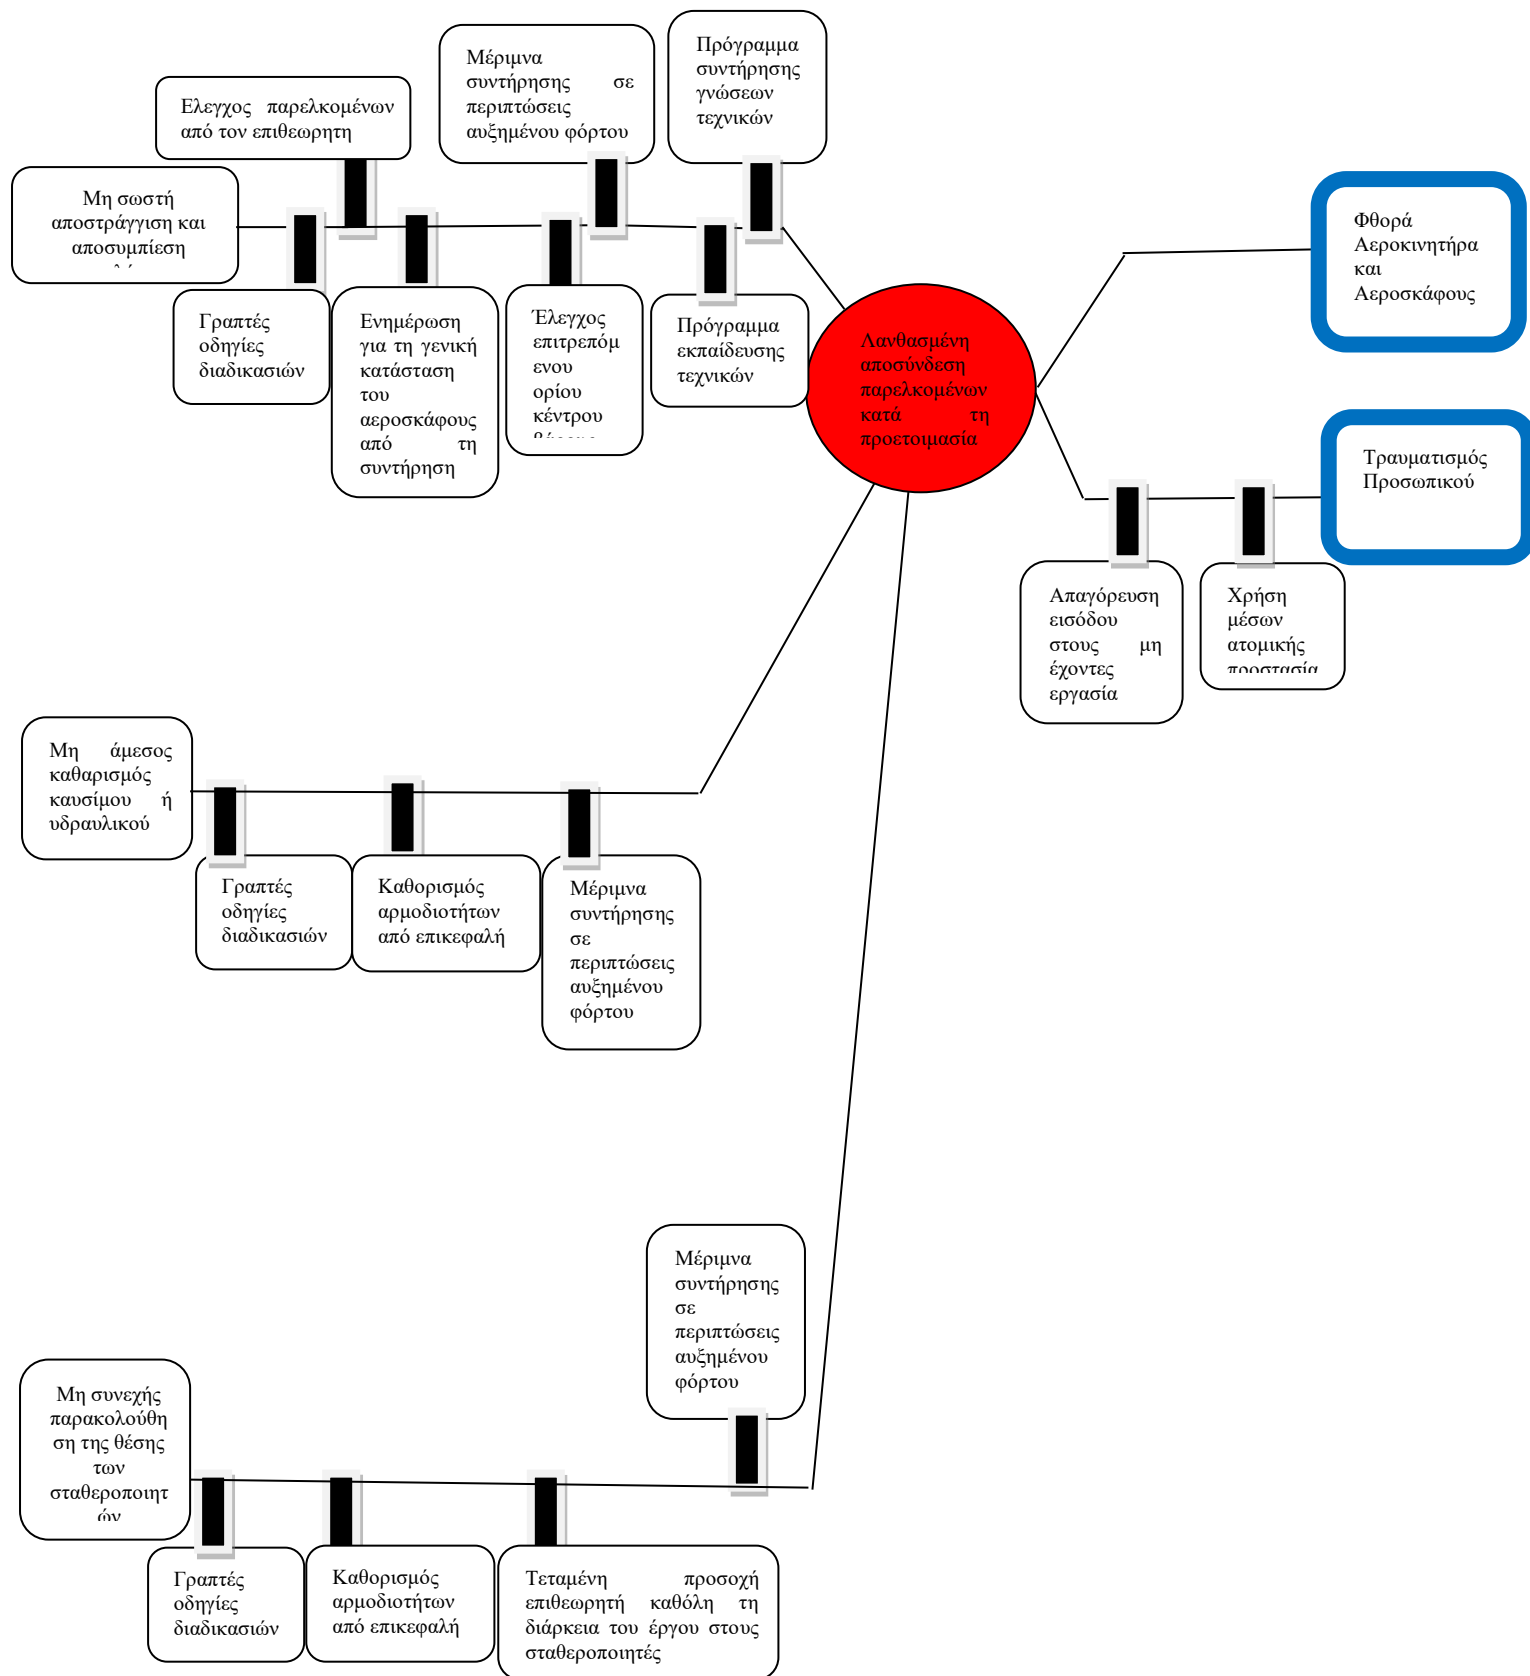 Πρόγραμμα
συντήρησης
γνώσεων
τεχνικών
Μέριμνα
συντήρησης σε
περιπτώσεις
αυξημένου φόρτου
Ελεγχος παρελκομένων
από τον επιθεωρητη
Μη σωστή
αποστράγγιση και
αποσυμπίεση
Γραπτές
οδηγίες
διαδικασιών
Ενημέρωση
για τη γενική
κατάσταση
του
αεροσκάφους
από τη
συντήρηση
Έλεγχος
επιτρεπόμ
ενου
ορίου
κέντρου
Πρόγραμμα
εκπαίδευσης
τεχνικών
Λανθασμένη
αποσύνδεση
παρελκομένων
κατά τη
προετοιμασία
Φθορά
Αεροκινητήρα
και
Αεροσκάφους
Τραυματισμός
Προσωπικού
Απαγόρευση
εισόδου
στους μη
έχοντες
εργασία
Χρήση
μέσων
ατομικής
προστασία
Μη άμεσος
καθαρισμός
καυσίμου ή
υδραυλικού
Γραπτές
οδηγίες
διαδικασιών
Καθορισμός
αρμοδιοτήτων
από επικεφαλή
Μέριμνα
συντήρησης
σε
περιπτώσεις
αυξημένου
φόρτου
Μέριμνα
συντήρησης
σε
περιπτώσεις
αυξημένου
φόρτου
Μη συνεχής
παρακολούθη
ση της θέσης
των
σταθεροποιητ
ών
Γραπτές
οδηγίες
διαδικασιών
Καθορισμός
αρμοδιοτήτων
από επικεφαλή
Τεταμένη προσοχή
επιθεωρητή καθόλη τη
διάρκεια του έργου στους
σταθεροποιητές